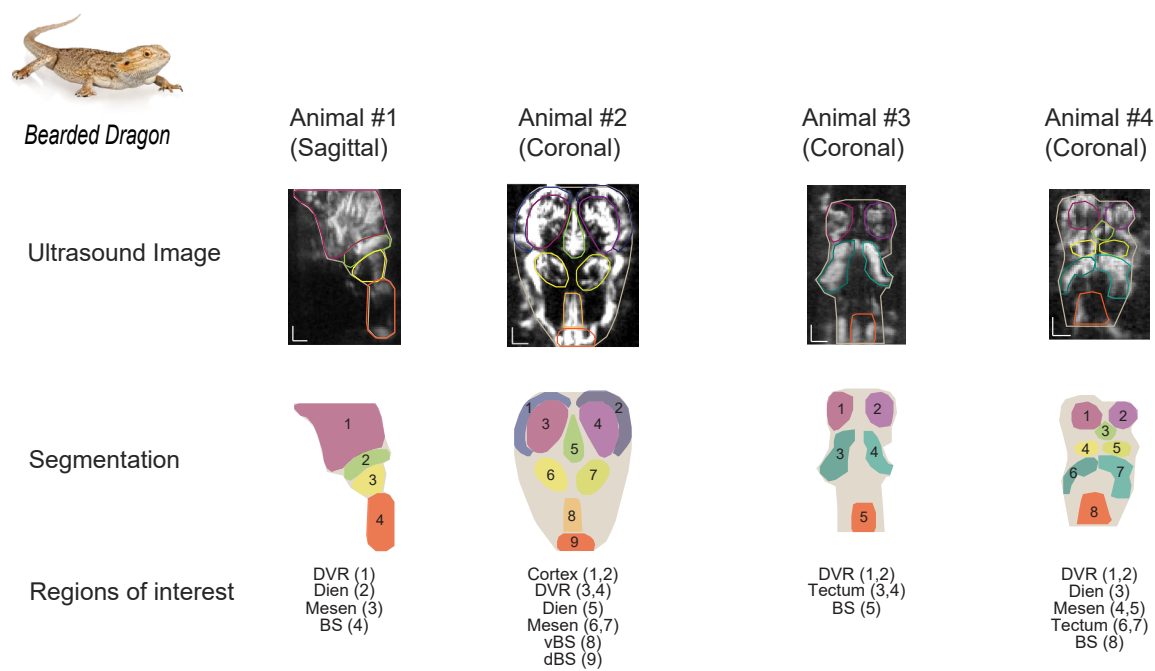 Bearded Dragon
Animal #1
(Sagittal)
Animal #2
(Coronal)
Animal #3
(Coronal)
Animal #4
(Coronal)
Ultrasound Image
Segmentation
1
2
3
4
1
2
3
4
5
6
7
8
9
1
2
3
4
5
1
2
3
4
5
6
7
8
Regions of interest
DVR (1)
Dien (2)
Mesen (3)
BS (4)
Cortex (1,2)
DVR (3,4)
Dien (5)
Mesen (6,7)
vBS (8)
dBS (9)
DVR (1,2)
Tectum (3,4)
BS (5)
DVR (1,2)
Dien (3)
Mesen (4,5)
Tectum (6,7)
BS (8)